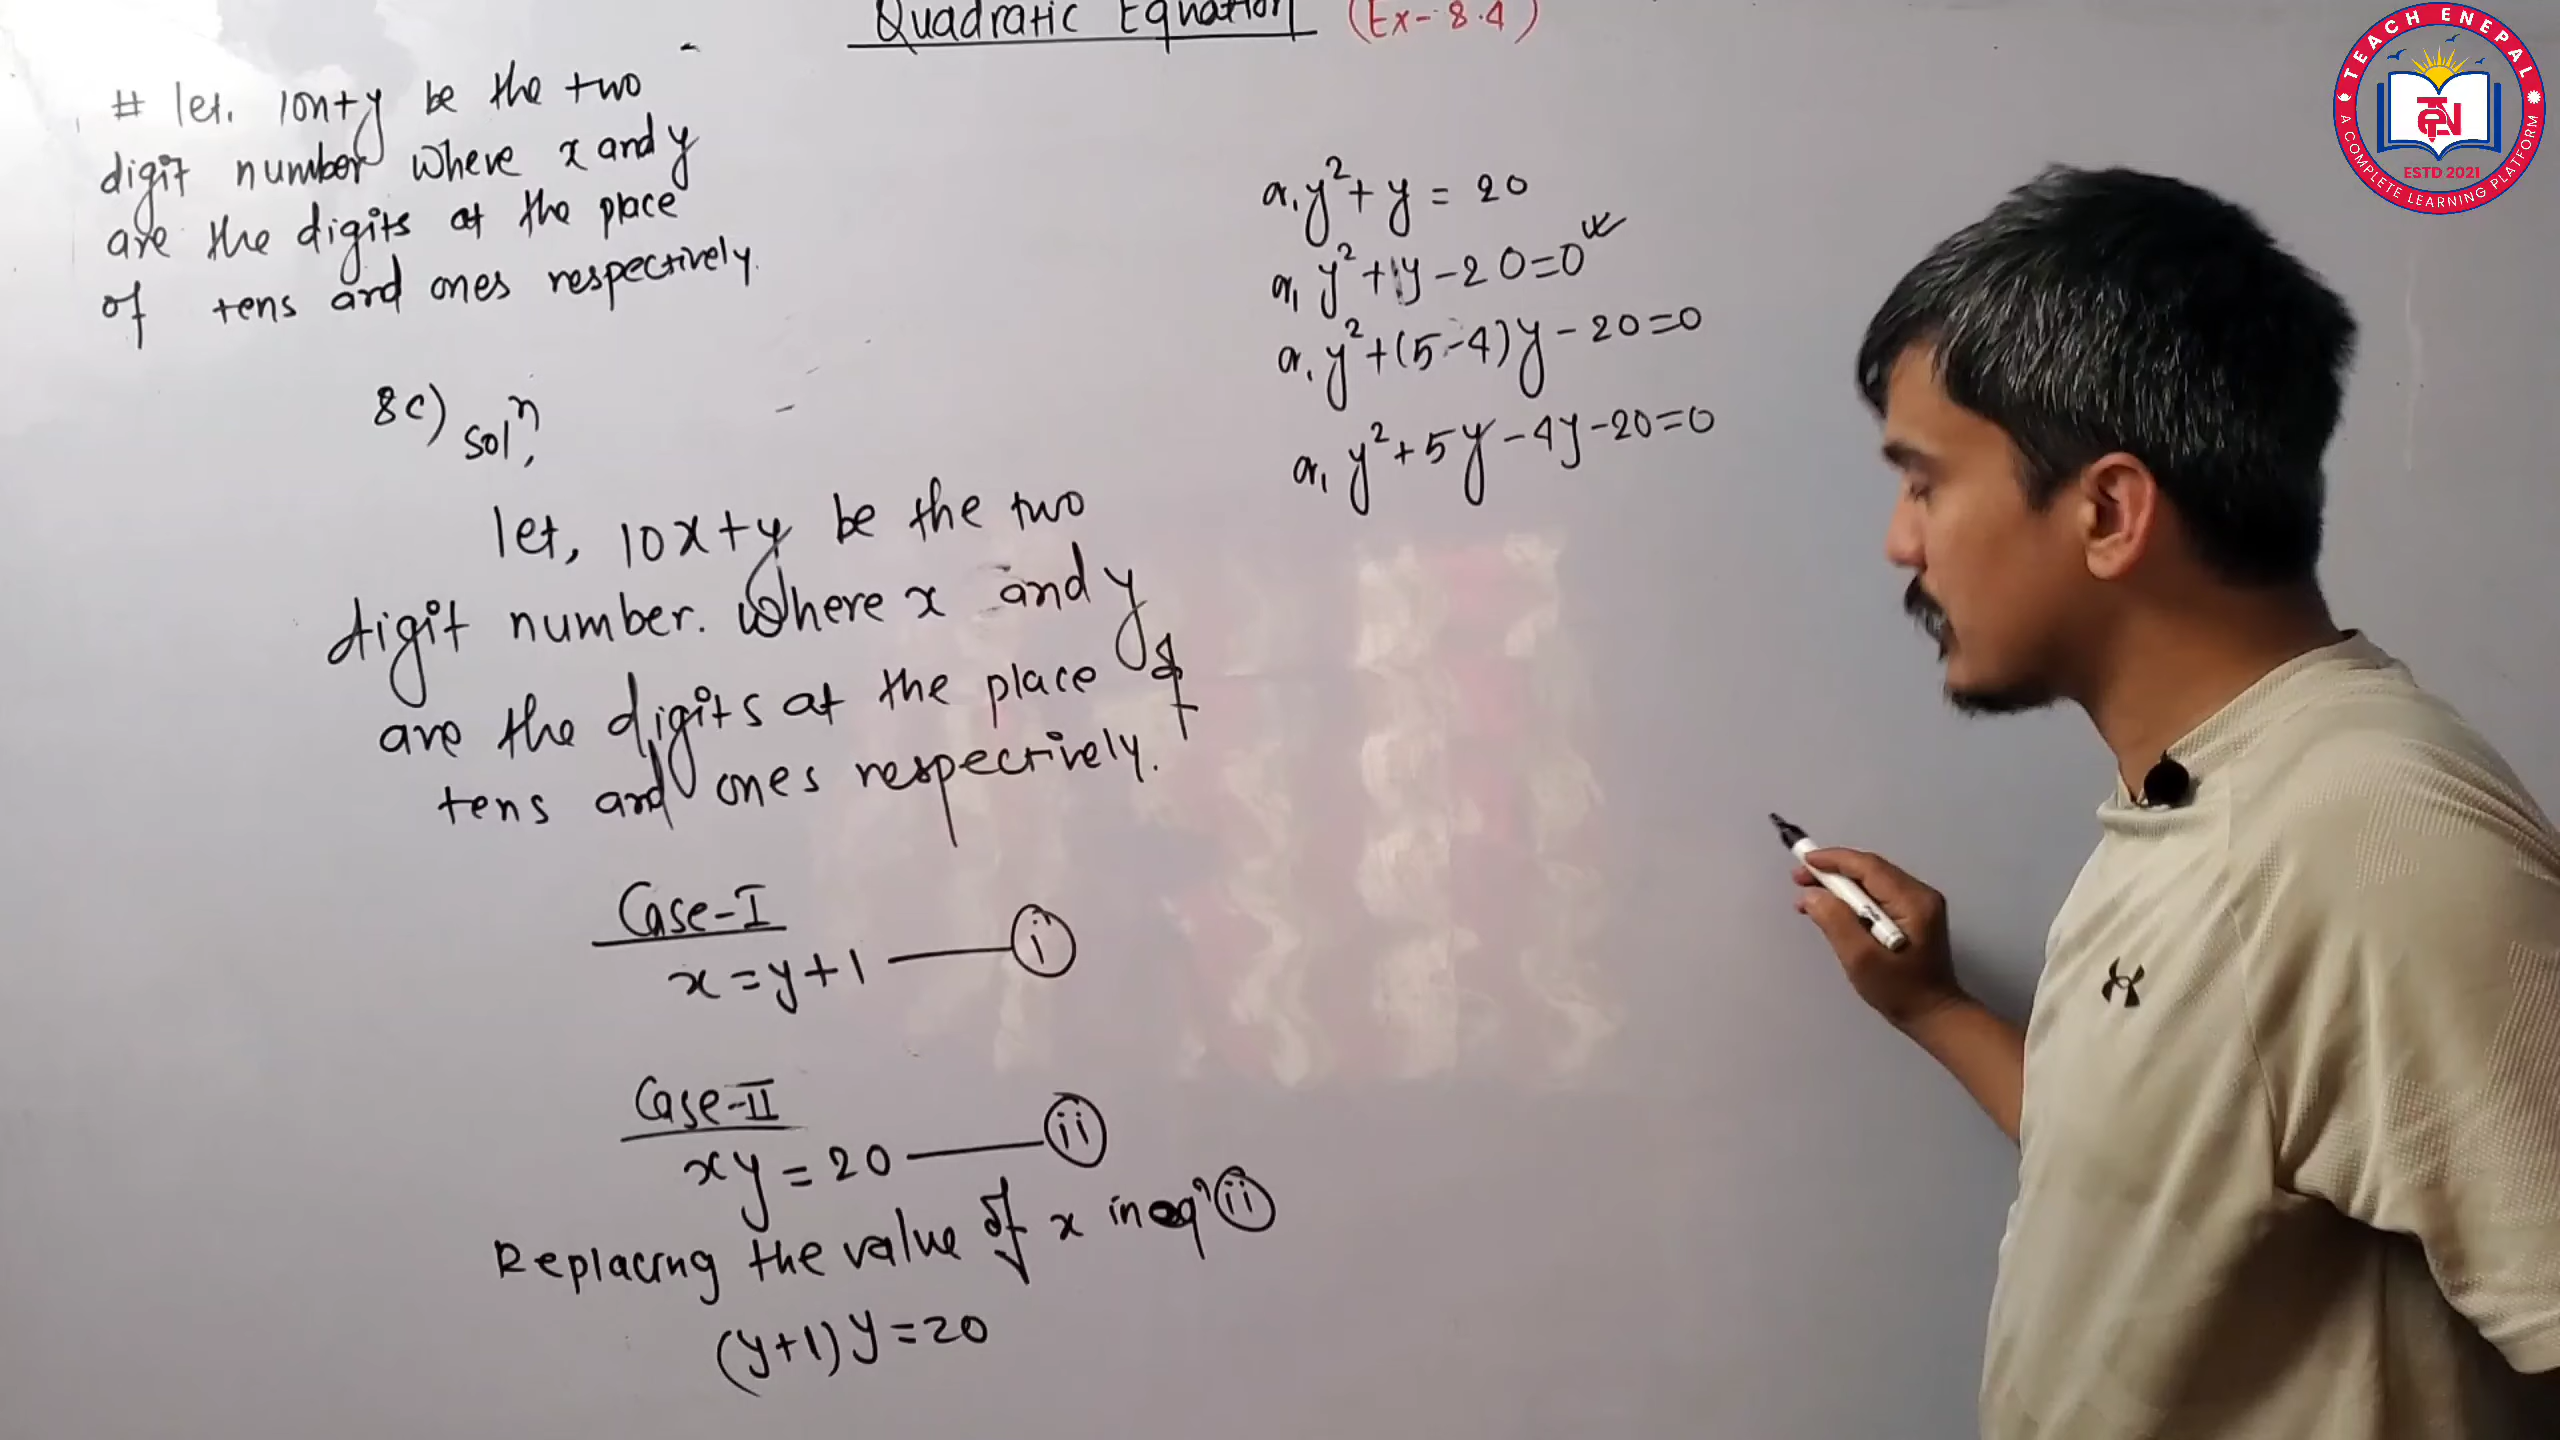 Quadratic Equation (Ex-8.4)
# let. 10x+y be the two
digit number where x and y
are the digits at the place
of tens and ones respectively.
8c) solⁿ,
let, 10x+y be the two
digit number. Where x and y
are the digits at the place of
tens and ones respectively.
Case-I
x=y+1 ——— (i)
Case-II
xy=20 ——— (ii)
Replacing the value of x in eqⁿ (ii)
(y+1)y=20
or, y²+y=20
or, y²+1y-20=0
or, y²+(5-4)y-20=0
or, y²+5y-4y-20=0
TEACH ENEPAL
TEN
ESTD 2021
A COMPLETE LEARNING PLATFORM